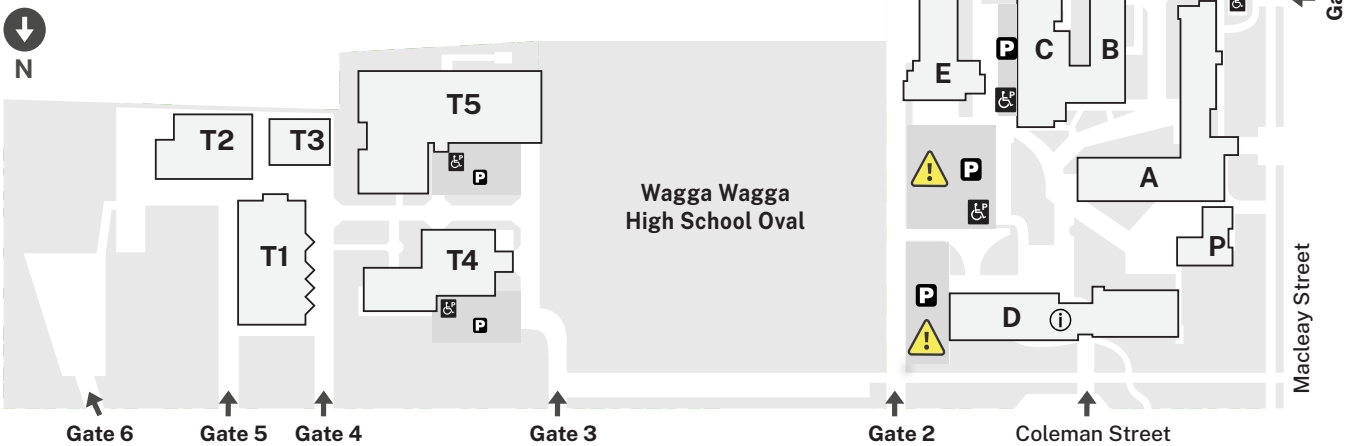 N
T2
T3
T5
P
T1
T4
P
Wagga Wagga
High School Oval
E
P
C
B
P
A
P
P
D
i
Macleay Street
Gate 6
Gate 5
Gate 4
Gate 3
Gate 2
Coleman Street